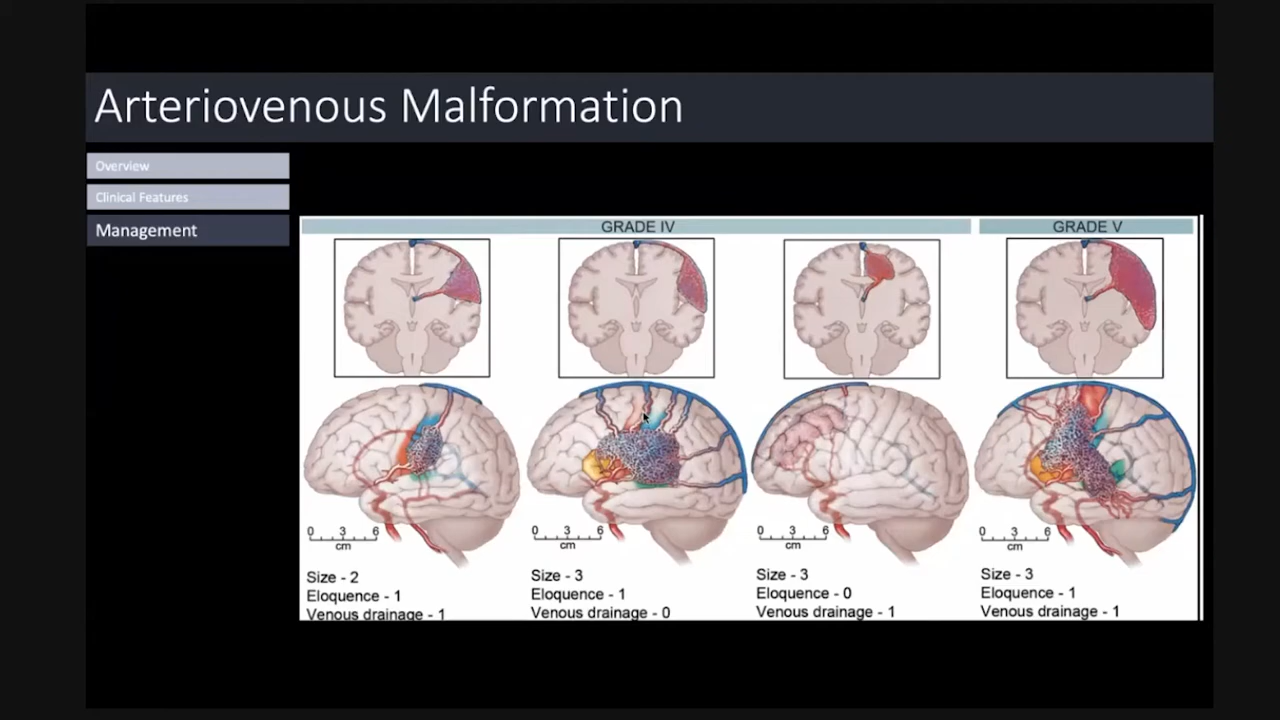 Arteriovenous Malformation
Overview
Clinical Features
Management
GRADE IV
GRADE V
0 3 6
cm
Size - 2
Eloquence - 1
Venous drainage - 1
0 3 6
cm
Size - 3
Eloquence - 1
Venous drainage - 0
0 3 6
cm
Size - 3
Eloquence - 0
Venous drainage - 1
0 3 6
cm
Size - 3
Eloquence - 1
Venous drainage - 1